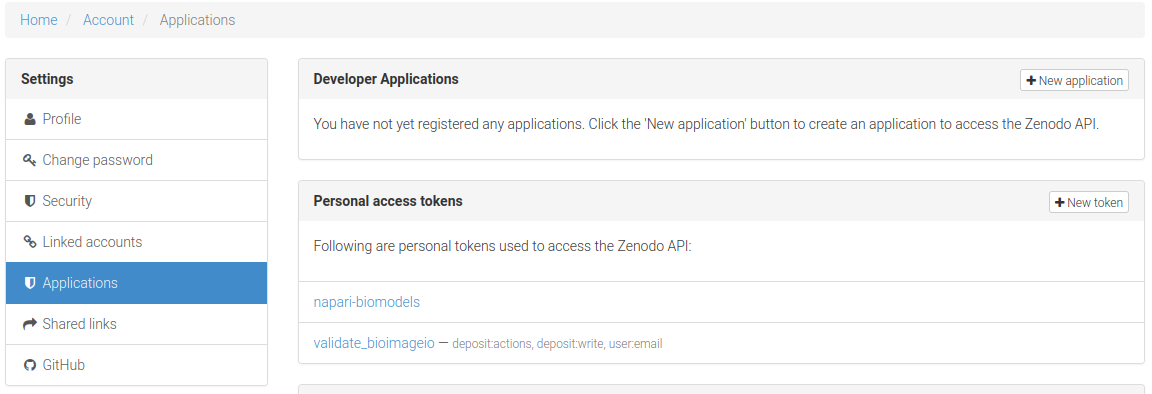 Home / Account / Applications
Settings
Profile
Change password
Security
Linked accounts
Applications
Shared links
GitHub
Developer Applications
New application
You have not yet registered any applications. Click the 'New application' button to create an application to access the Zenodo API.
Personal access tokens
New token
Following are personal tokens used to access the Zenodo API:
napari-biomodels
validate_bioimageio — deposit:actions, deposit:write, user:email